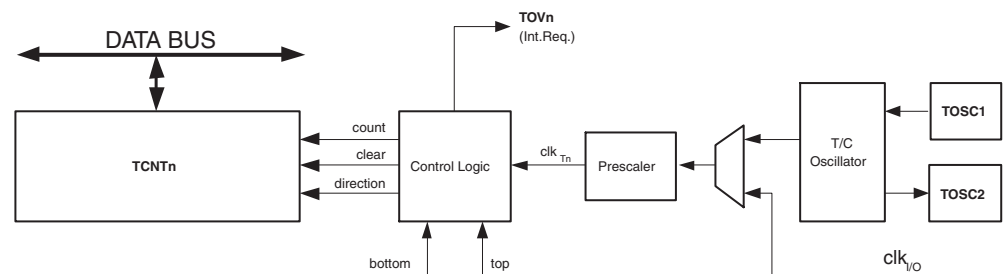 TOVn
(Int.Req.)
DATA BUS
TCNTn
count
clear
direction
Control Logic
clk Tn
Prescaler
T/C
Oscillator
TOSC1
TOSC2
bottom
top
clk I/O